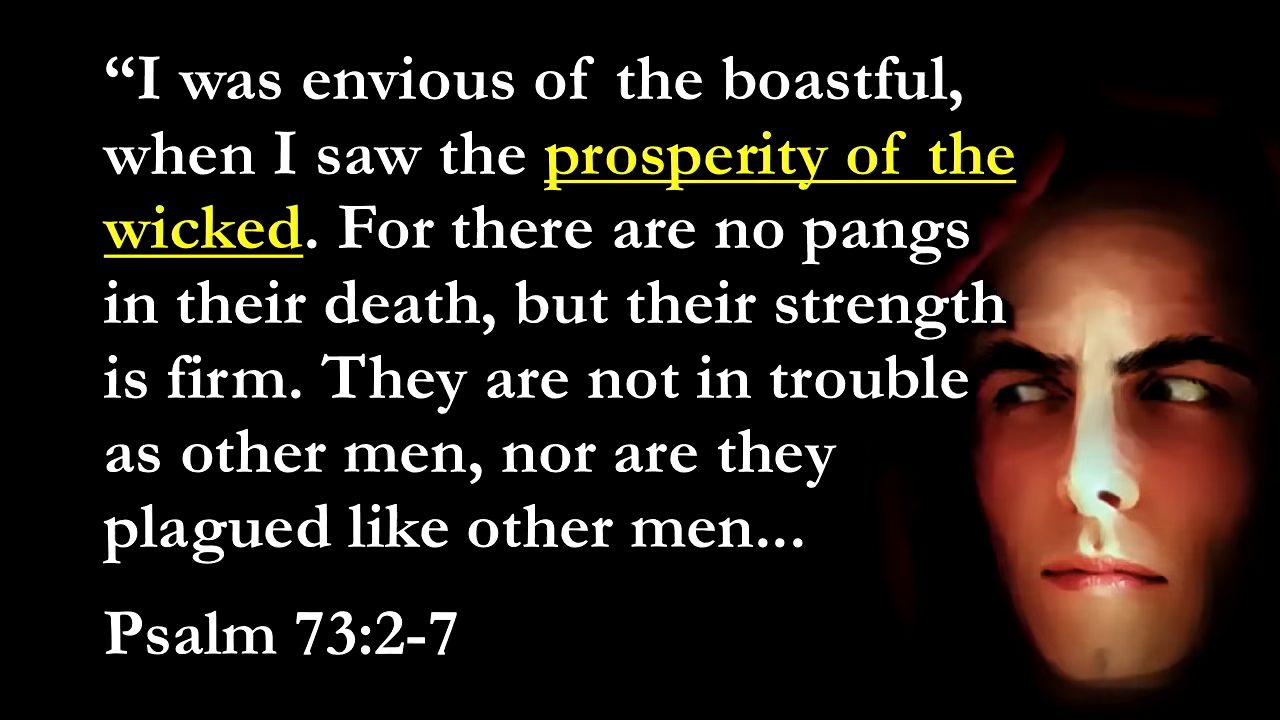 “I was envious of the boastful,
when I saw the prosperity of the
wicked. For there are no pangs
in their death, but their strength
is firm. They are not in trouble
as other men, nor are they
plagued like other men...
Psalm 73:2-7